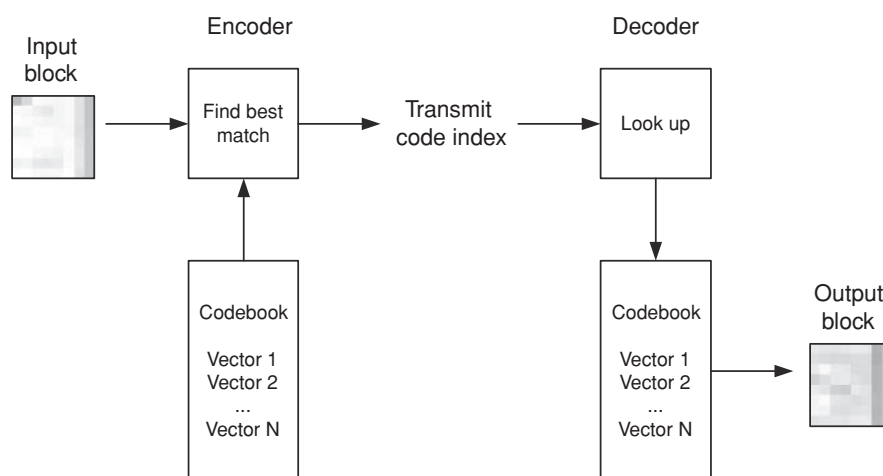 Encoder
Decoder
Input
block
Find best
match
Transmit
code index
Look up
Codebook
Vector 1
Vector 2
...
Vector N
Codebook
Vector 1
Vector 2
...
Vector N
Output
block